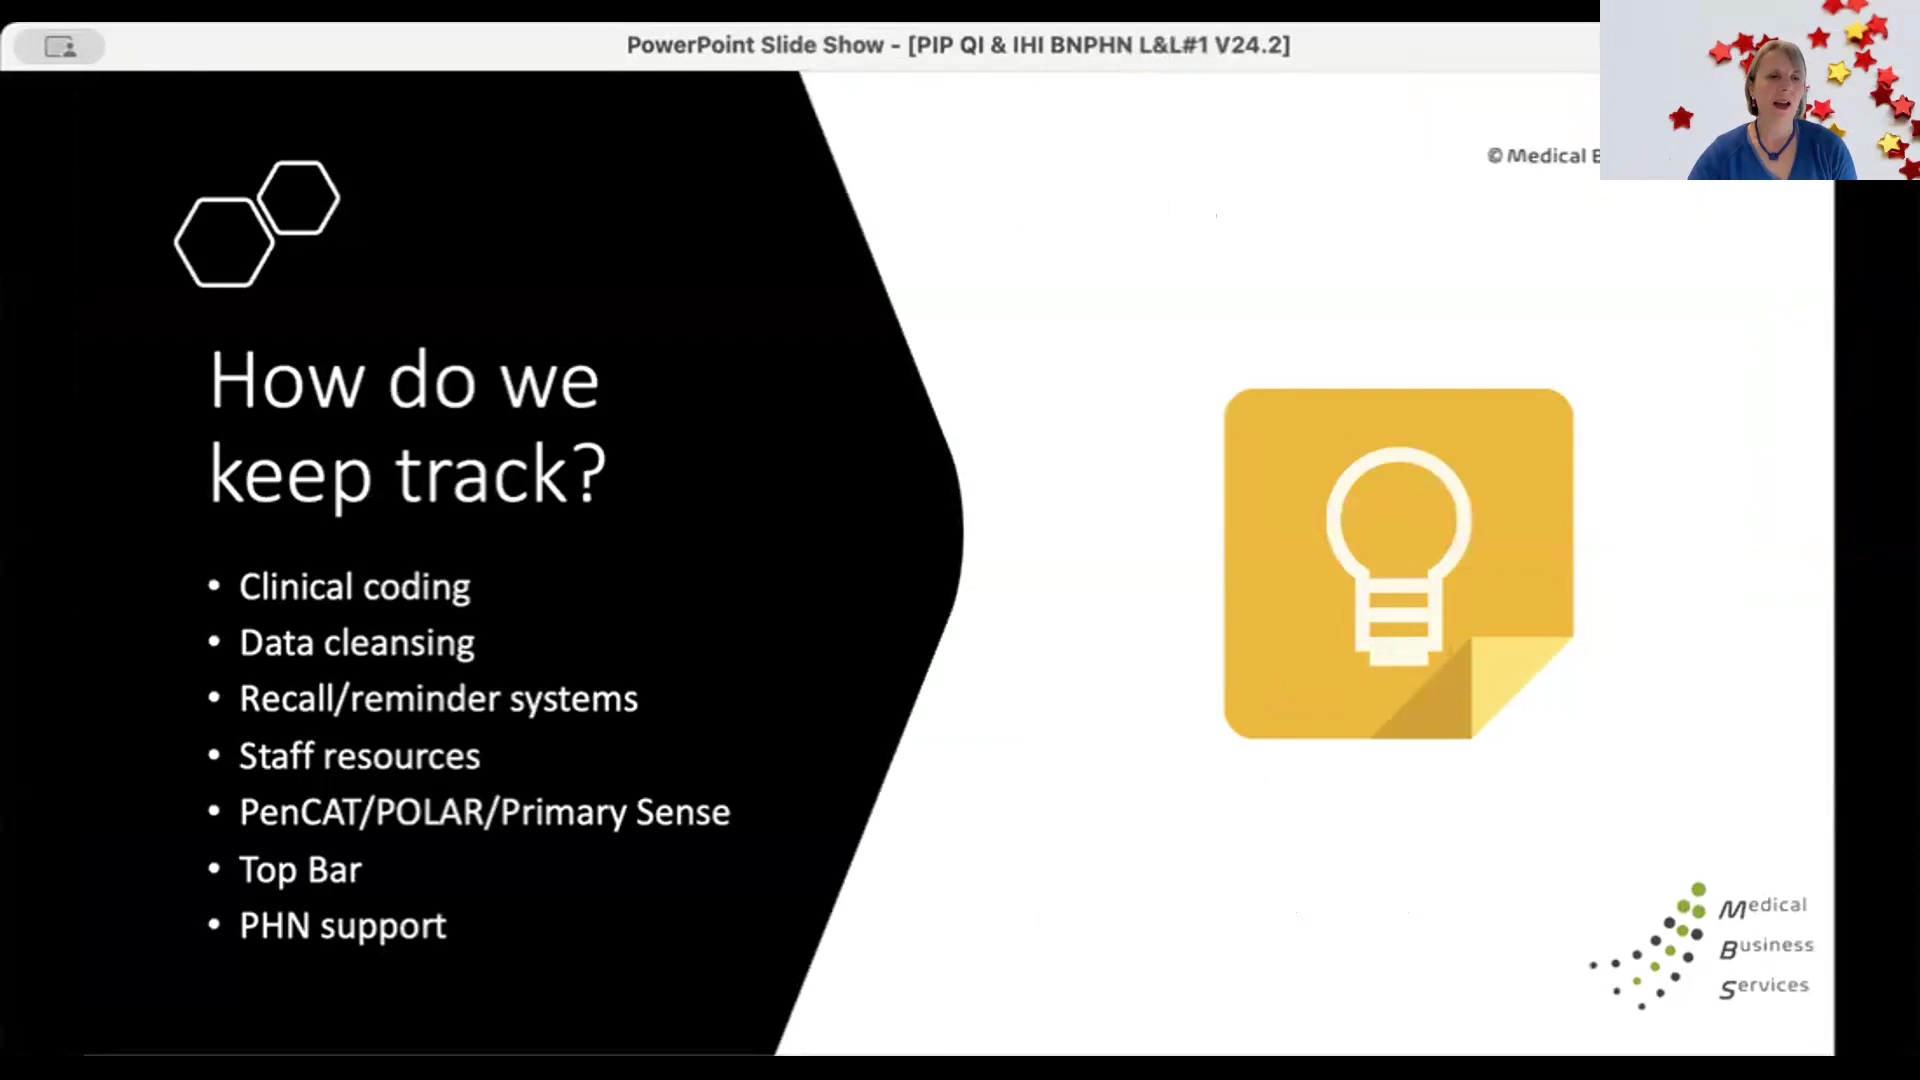 PowerPoint Slide Show - [PIP QI & IHI BNPHN L&L#1 V24.2]
© Medical
How do we
keep track?
• Clinical coding
• Data cleansing
• Recall/reminder systems
• Staff resources
• PenCAT/POLAR/Primary Sense
• Top Bar
• PHN support
Medical
Business
Services